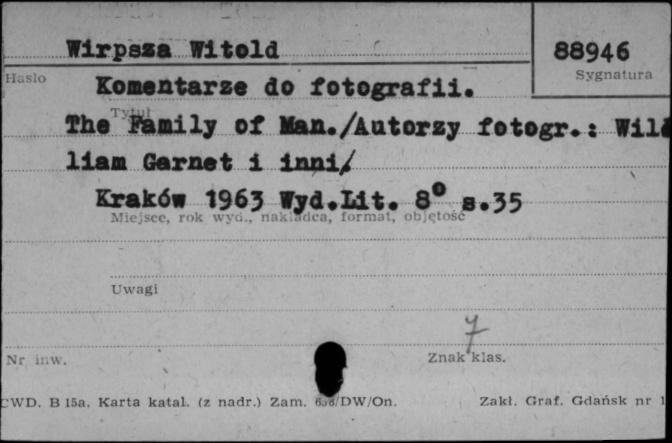 Wirpsza Witold 88946
Hasło Sygnatura
Komentarze do fotografii.
Tytuł
The Family of Man./Autorzy fotogr.: Wil
liam Garnet i inni/
Kraków 1963 Wyd.Lit. 8° s.35
Miejsce, rok wyd., nakładca, format, objętość
Uwagi
7
Nr inw. Znak klas.
CWD. B 15a. Karta katal. (z nadr.) Zam. /DW/On. Zakł. Graf. Gdańsk nr 1